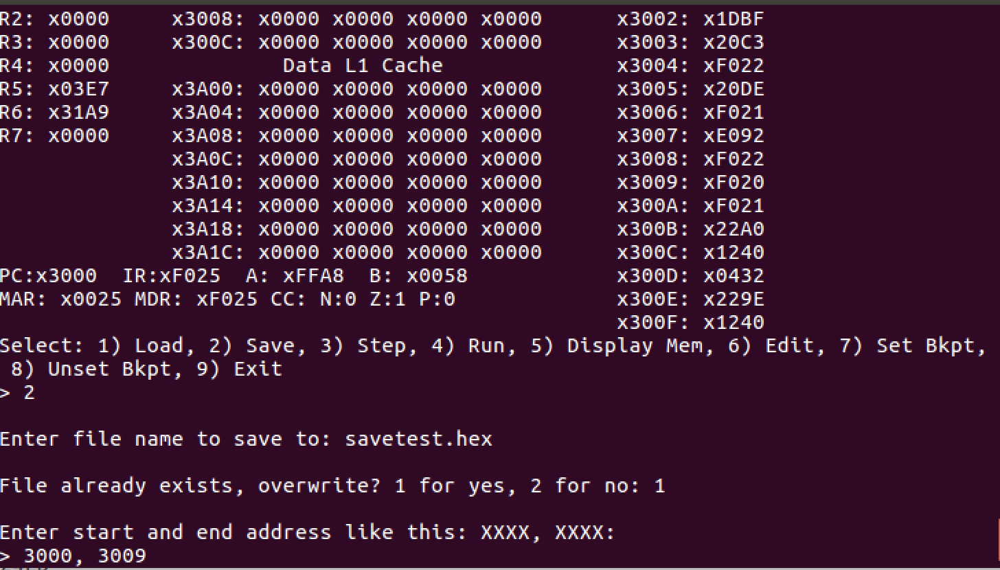 R2: x0000     x3008: x0000 x0000 x0000 x0000      x3002: x1DBF
R3: x0000     x300C: x0000 x0000 x0000 x0000      x3003: x20C3
R4: x0000              Data L1 Cache              x3004: xF022
R5: x03E7     x3A00: x0000 x0000 x0000 x0000      x3005: x20DE
R6: x31A9     x3A04: x0000 x0000 x0000 x0000      x3006: xF021
R7: x0000     x3A08: x0000 x0000 x0000 x0000      x3007: xE092
              x3A0C: x0000 x0000 x0000 x0000      x3008: xF022
              x3A10: x0000 x0000 x0000 x0000      x3009: xF020
              x3A14: x0000 x0000 x0000 x0000      x300A: xF021
              x3A18: x0000 x0000 x0000 x0000      x300B: x22A0
              x3A1C: x0000 x0000 x0000 x0000      x300C: x1240
PC:x3000  IR:xF025  A: xFFA8  B: x0058            x300D: x0432
MAR: x0025 MDR: xF025 CC: N:0 Z:1 P:0             x300E: x229E
                                                  x300F: x1240
Select: 1) Load, 2) Save, 3) Step, 4) Run, 5) Display Mem, 6) Edit, 7) Set Bkpt,
 8) Unset Bkpt, 9) Exit
> 2
Enter file name to save to: savetest.hex
File already exists, overwrite? 1 for yes, 2 for no: 1
Enter start and end address like this: XXXX, XXXX:
> 3000, 3009